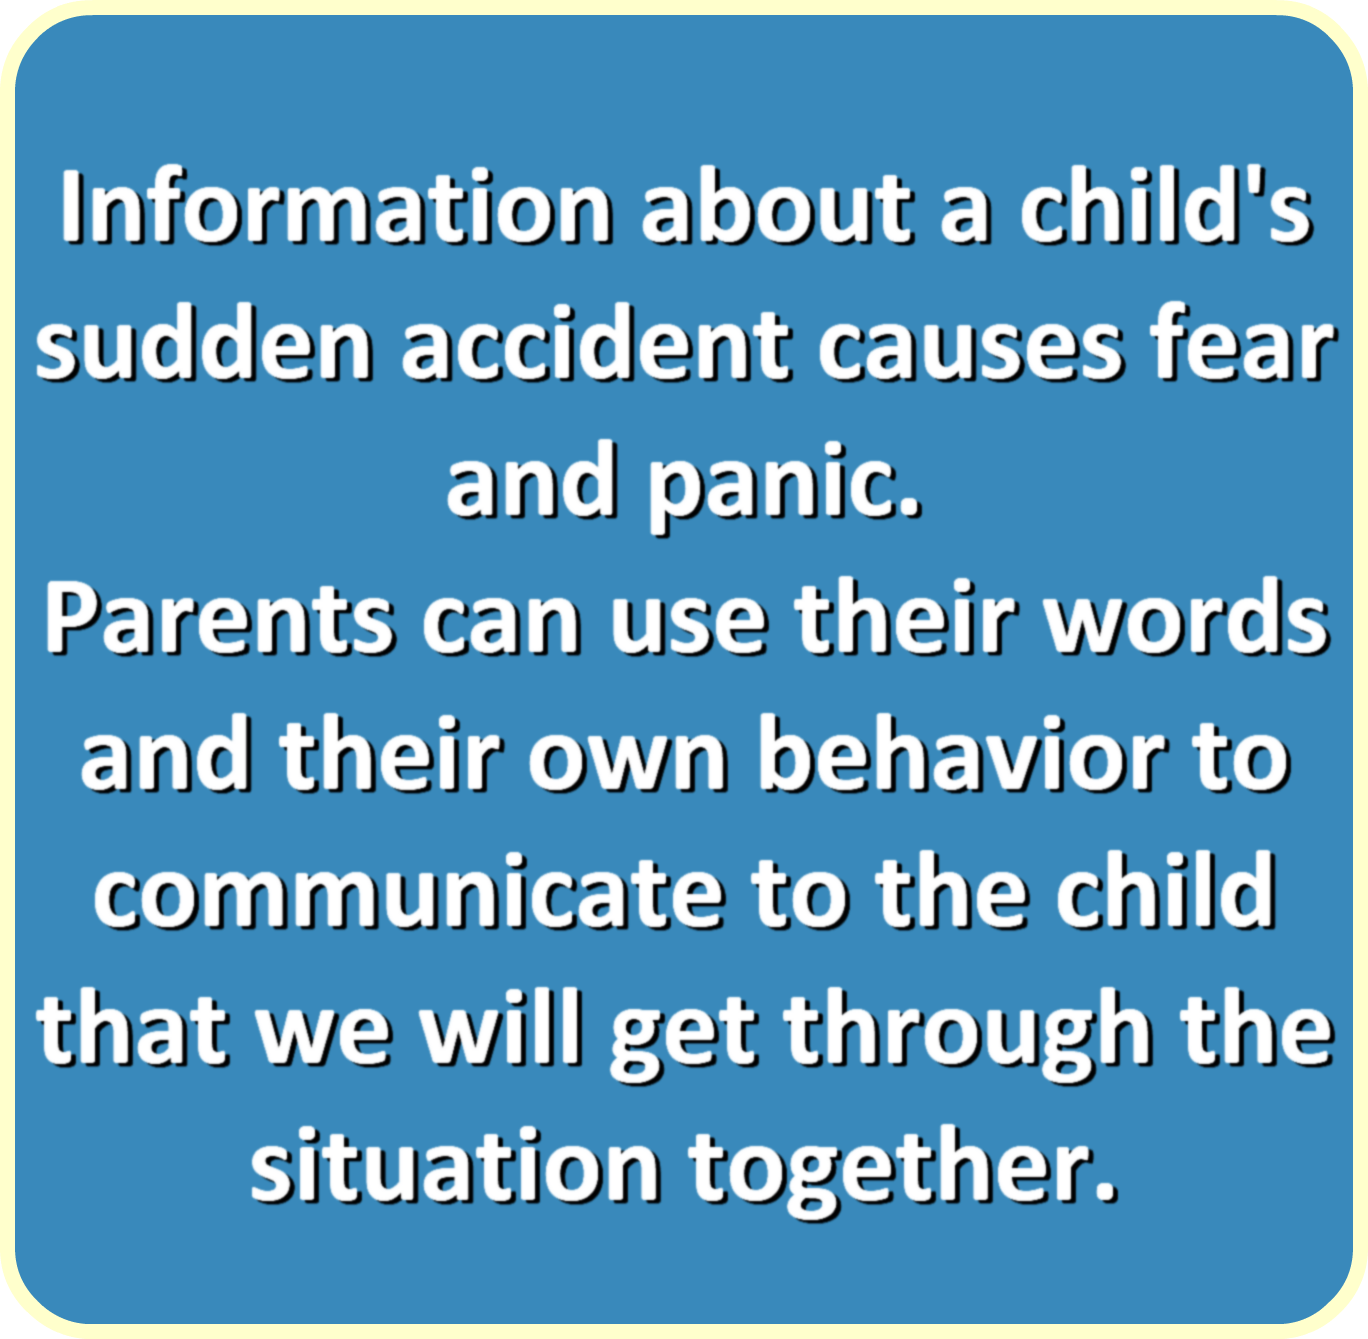 Information about a child's
sudden accident causes fear
and panic.
Parents can use their words
and their own behavior to
communicate to the child
that we will get through the
situation together.